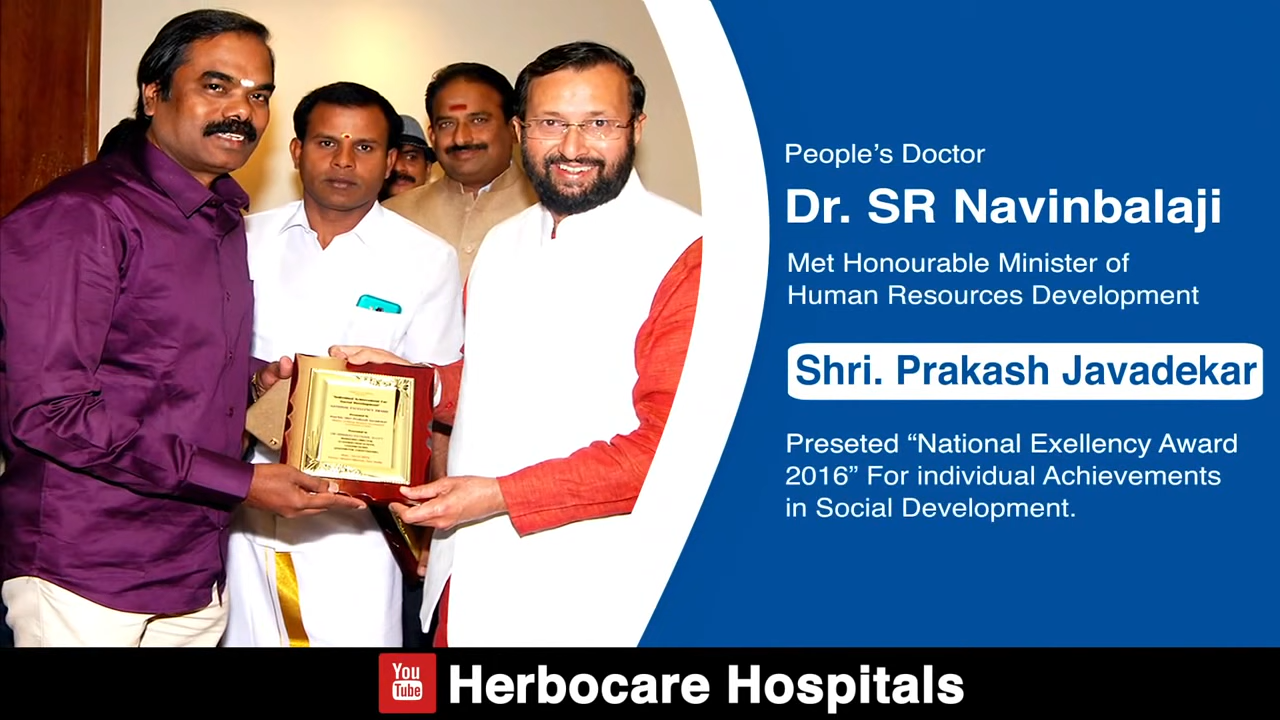 People's Doctor
Dr. SR Navinbalaji
Met Honourable Minister of
Human Resources Development
Shri. Prakash Javadekar
Preseted “National Exellency Award
2016” For individual Achievements
in Social Development.
You
Tube
Herbocare Hospitals